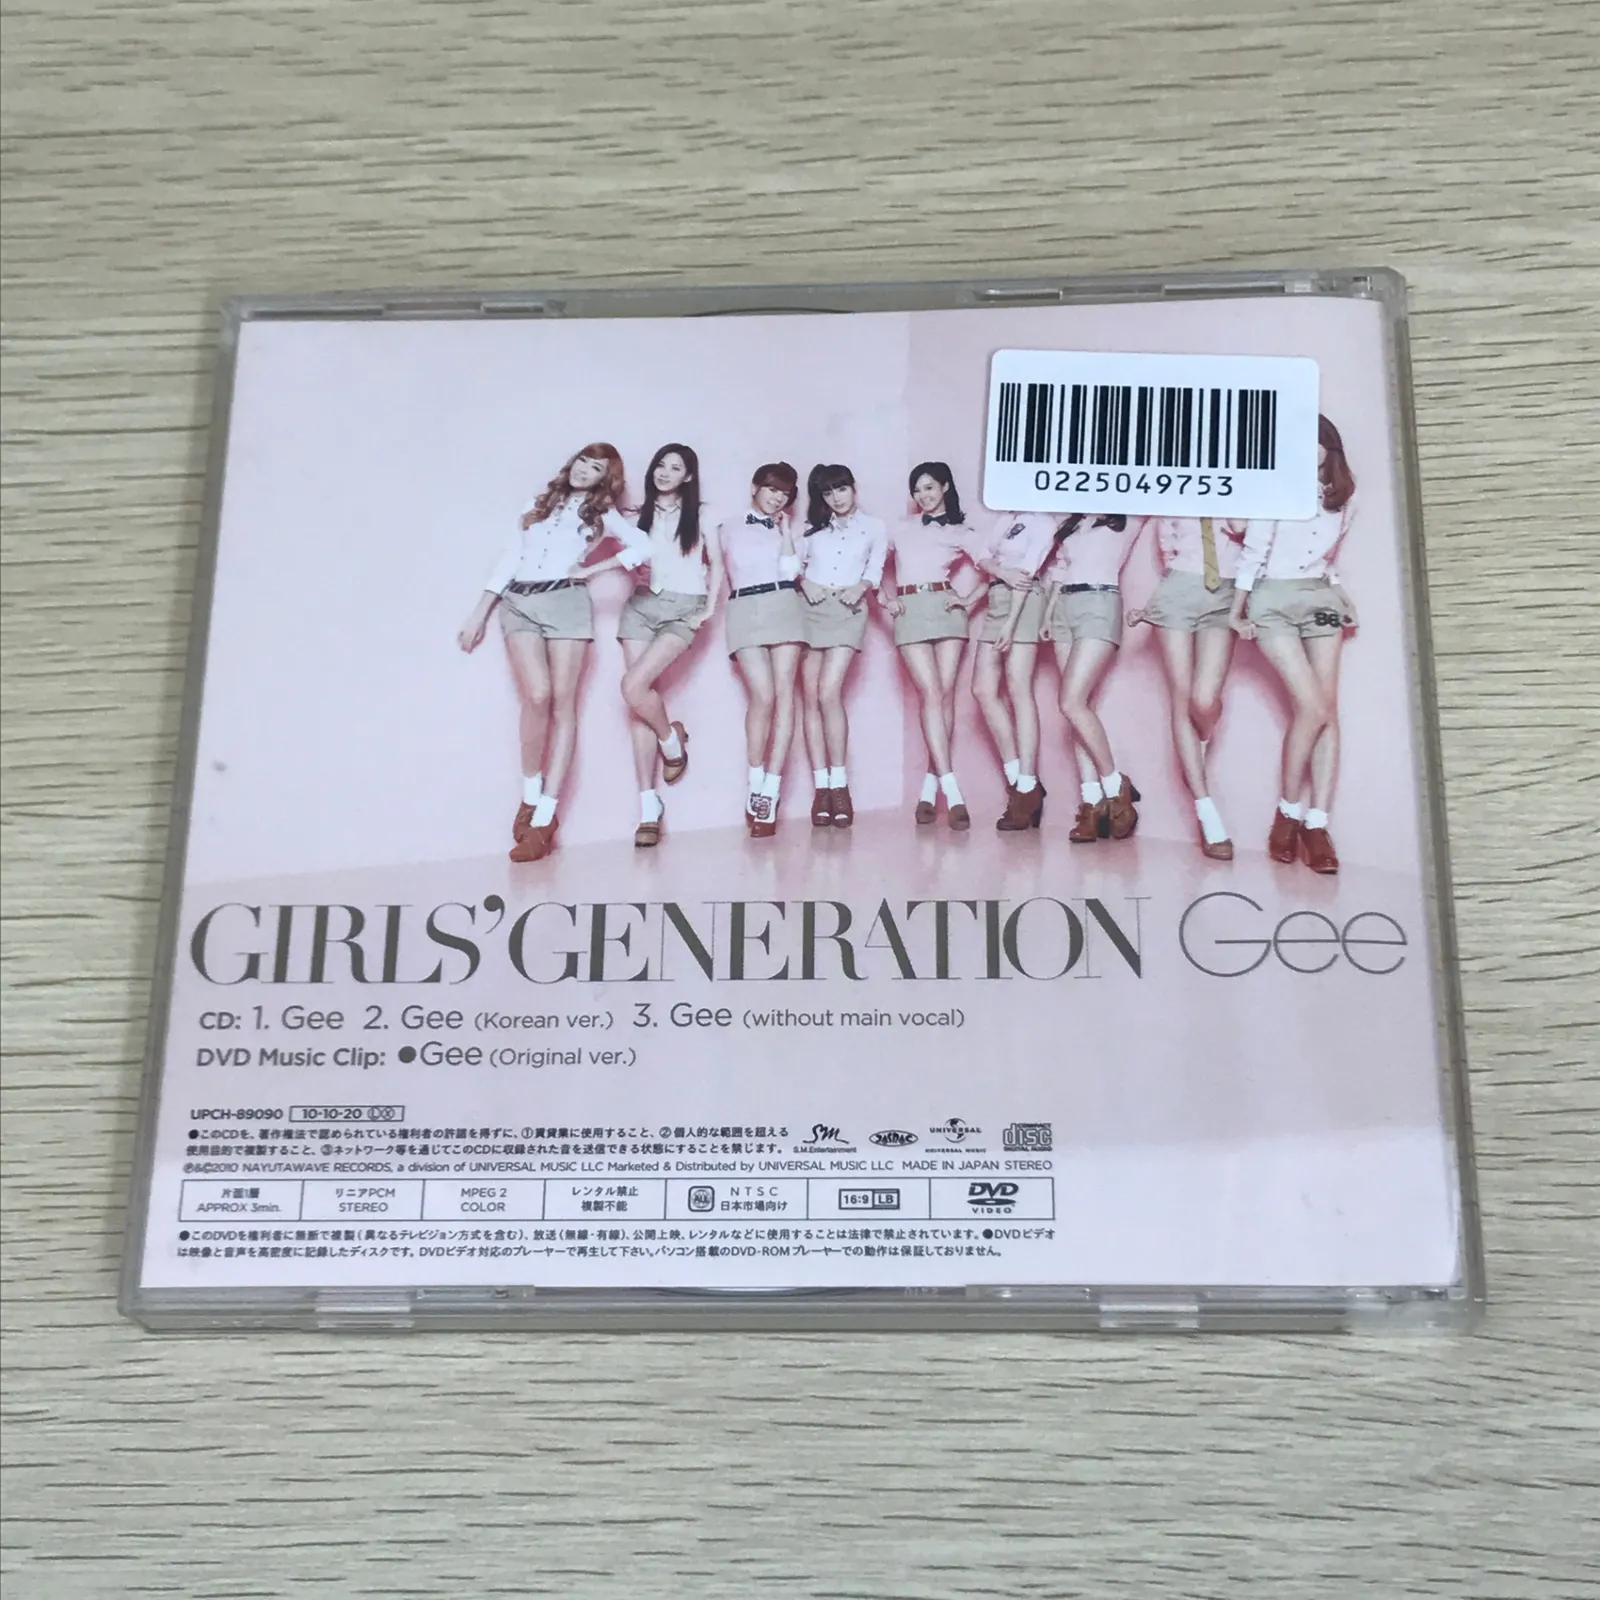 0225049753
86
GIRLS' GENERATION Gee
CD: 1. Gee 2. Gee (Korean ver.) 3. Gee (without main vocal)
DVD Music Clip: ●Gee (Original ver.)
UPCH-89090 10-10-20
●このCDを、著作権法で認められている権利者の許諾を得ずに、①賃貸業に使用すること、②個人的な範囲を超える
使用目的で複製すること、③ネットワーク等を通じてこのCDに収録された音を送信できる状態にすることを禁じます。
SM S.M.Entertainment
JASRAC
UNIVERSAL UNIVERSAL MUSIC
COMPACT disc DIGITAL AUDIO
℗&©2010 NAYUTAWAVE RECORDS, a division of UNIVERSAL MUSIC LLC Marketed & Distributed by UNIVERSAL MUSIC LLC MADE IN JAPAN STEREO
片面1層 APPROX 3min.
リニアPCM STEREO
MPEG 2 COLOR
レンタル禁止 複製不能
ALL NTSC 日本市場向け
16:9 LB
DVD VIDEO
●このDVDを権利者に無断で複製(異なるテレビジョン方式を含む)、放送(無線・有線)、公開上映、レンタルなどに使用することは法律で禁止されています。●DVDビデオ
は映像と音声を高密度に記録したディスクです。DVDビデオ対応のプレーヤーで再生して下さい。パソコン搭載のDVD-ROMプレーヤーでの動作は保証しておりません。